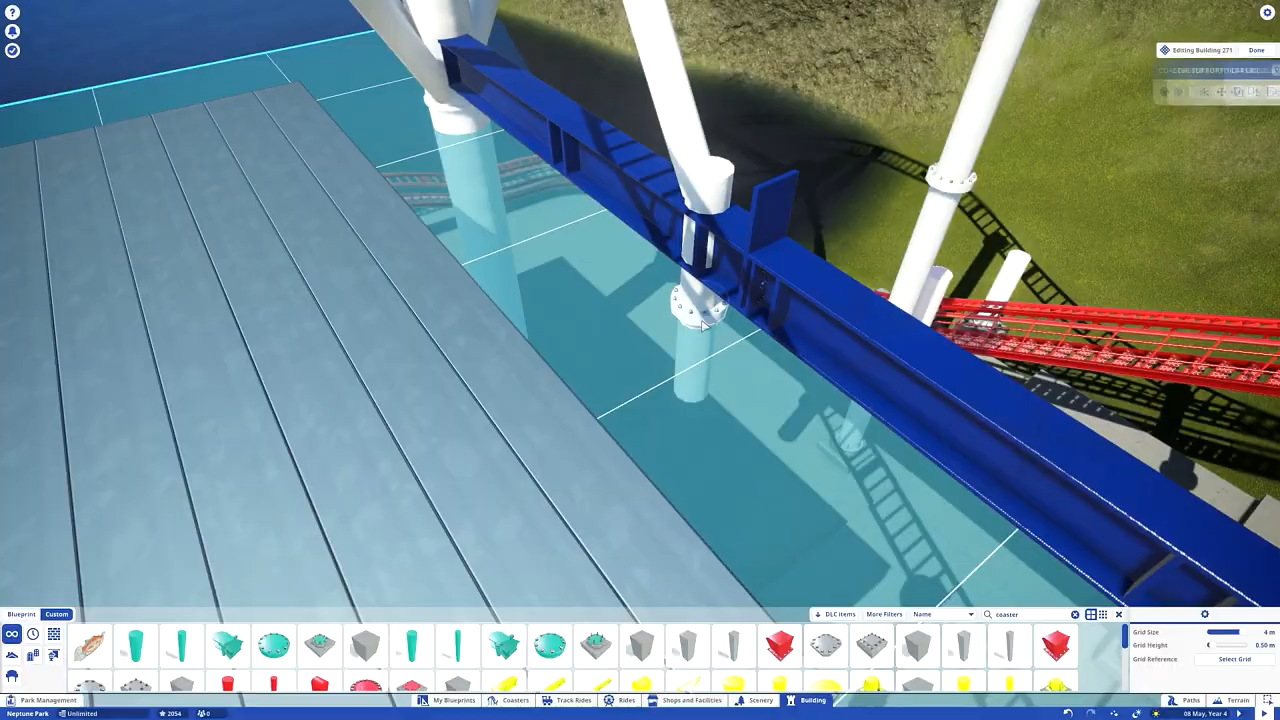 Editing Building 271
Done
Blueprint
Custom
DLC items
More Filters
Name
coaster
Grid Size
4 m
Grid Height
0.50 m
Grid Reference
Select Grid
Park Management
My Blueprints
Coasters
Track Rides
Rides
Shops and Facilities
Scenery
Building
Paths
Terrain
Neptune Park
Unlimited
2054
0
08 May, Year 4